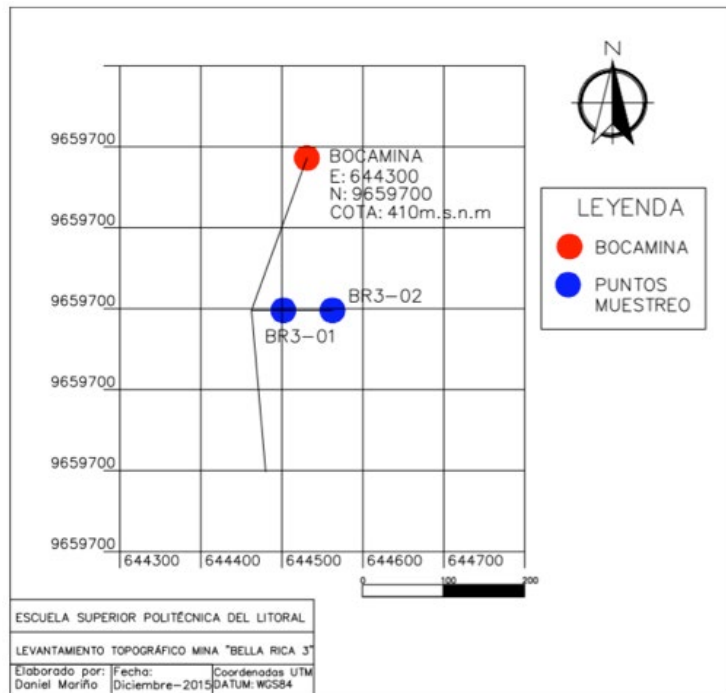 N
9659700
BOCAMINA
E: 644300
N: 9659700
COTA: 410m.s.n.m
LEYENDA
BOCAMINA
PUNTOS
MUESTREO
9659700
9659700
BR3-02
BR3-01
9659700
9659700
9659700
644300 644400 644500 644600 644700
0 100 200
ESCUELA SUPERIOR POLITÉCNICA DEL LITORAL
LEVANTAMIENTO TOPOGRÁFICO MINA "BELLA RICA 3"
Elaborado por: Fecha: Coordenadas UTM
Daniel Mariño Diciembre-2015 DATUM: WGS84